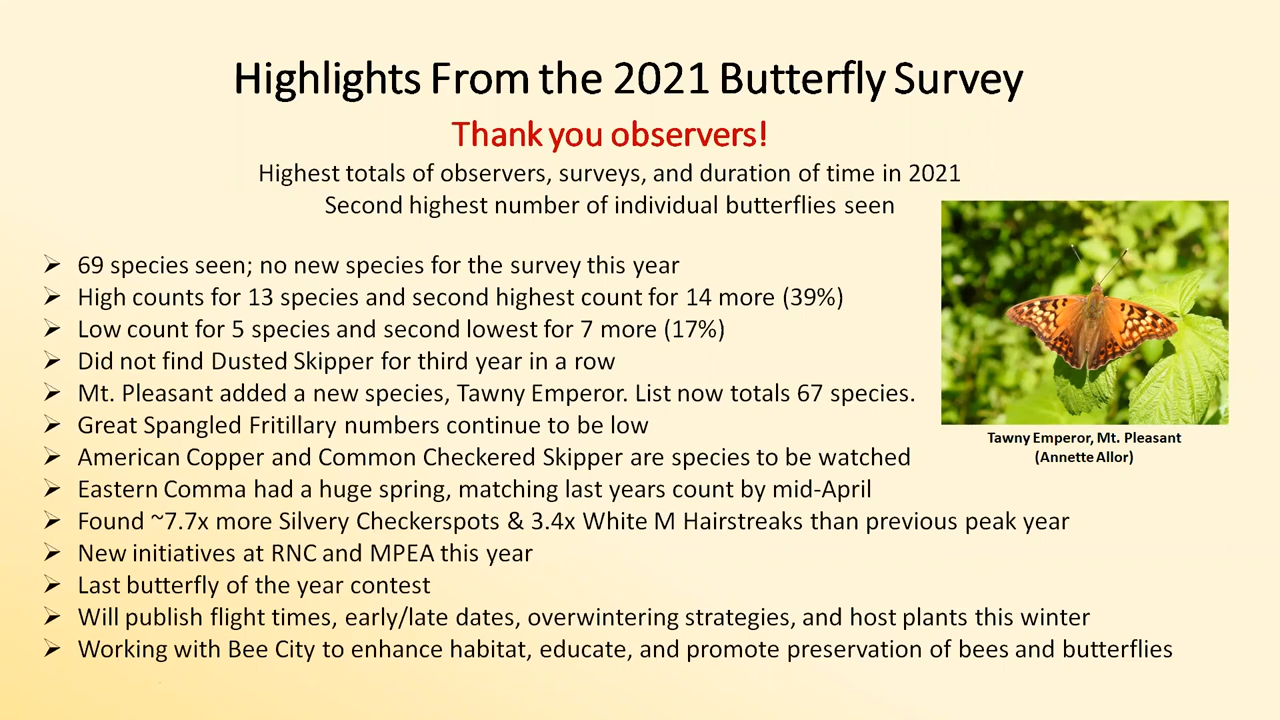 Highlights From the 2021 Butterfly Survey
Thank you observers!
Highest totals of observers, surveys, and duration of time in 2021
Second highest number of individual butterflies seen
➢ 69 species seen; no new species for the survey this year
➢ High counts for 13 species and second highest count for 14 more (39%)
➢ Low count for 5 species and second lowest for 7 more (17%)
➢ Did not find Dusted Skipper for third year in a row
➢ Mt. Pleasant added a new species, Tawny Emperor. List now totals 67 species.
➢ Great Spangled Fritillary numbers continue to be low
➢ American Copper and Common Checkered Skipper are species to be watched
➢ Eastern Comma had a huge spring, matching last years count by mid-April
➢ Found ~7.7x more Silvery Checkerspots & 3.4x White M Hairstreaks than previous peak year
➢ New initiatives at RNC and MPEA this year
➢ Last butterfly of the year contest
➢ Will publish flight times, early/late dates, overwintering strategies, and host plants this winter
➢ Working with Bee City to enhance habitat, educate, and promote preservation of bees and butterflies
Tawny Emperor, Mt. Pleasant
(Annette Allor)